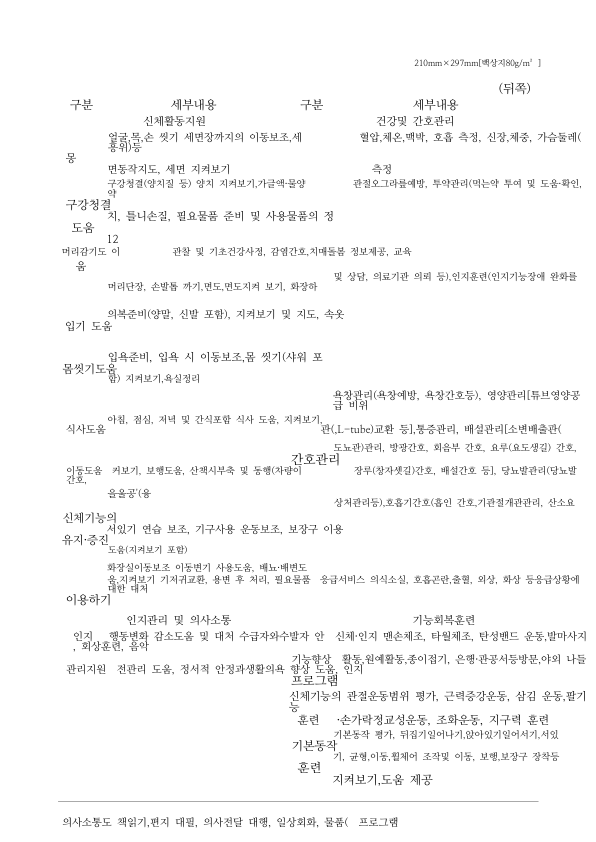 210mm×297mm[백상지80g/㎡ ]
(뒤쪽)
구분 세부내용 구분 세부내용
신체활동지원 건강및 간호관리
얼굴,목,손 씻기 세면장까지의 이동보조,세 혈압,체온,맥박, 호흡 측정, 신장,체중, 가슴둘레(
흉위)등
몽
면동작지도, 세면 지켜보기 측정
구강청결(양치질 등) 양치 지켜보기,가글액·물양 관절오그라듦예방, 투약관리(먹는약 투여 및 도움·확인,
약
구강청결
치, 틀니손질, 필요물품 준비 및 사용물품의 정
도움
12
머리감기도 이 관찰 및 기초건강사정, 감염간호,치매돌봄 정보제공, 교육
움
및 상담, 의료기관 의뢰 등),인지훈련(인지기능장애 완화를
머리단장, 손발톱 까기,면도,면도지켜 보기, 화장하
의복준비(양말, 신발 포함), 지켜보기 및 지도, 속옷
입기 도움
입욕준비, 입욕 시 이동보조,몸 씻기(샤워 포
몸씻기도움
함) 지켜보기,욕실정리
욕창관리(욕창예방, 욕창간호등), 영양관리[튜브영양공
급 비위
아침, 점심, 저녁 및 간식포함 식사 도움, 지켜보기,
식사도움 관(,L-tube)교환 등],통증관리, 배설관리[소변배출관(
도뇨관)관리, 방광간호, 회음부 간호, 요루(요도생길) 간호,
간호관리
이동도움 커보기, 보행도움, 산책시부축 및 동행(차량이 장루(창자샛길)간호, 배설간호 등], 당뇨발관리(당뇨발
간호,
을올공'(용
상처관리등),호흡기간호(흡인 간호,기관절개관관리, 산소요
신체기능의
서있기 연습 보조, 기구사용 운동보조, 보장구 이용
유지·증진
도움(지켜보기 포함)
화장실이동보조 이동변기 사용도움, 배뇨·배변도
움,지켜보기 기저귀교환, 용변 후 처리, 필요물품 응급서비스 의식소실, 호흡곤란,출혈, 외상, 화상 등응급상황에
대한 대처
이용하기
인지관리 및 의사소통 기능회복훈련
인지 행동변화 감소도움 및 대처 수급자와수발자 안 신체·인지 맨손체조, 타월체조, 탄성밴드 운동,발마사지
, 회상훈련, 음악
기능향상 활동,원예활동,종이접기, 은행·관공서등방문,야외 나들
관리지원 전관리 도움, 정서적 안정과생활의욕 향상 도움, 인지
프로그램
신체기능의 관절운동범위 평가, 근력증강운동, 삼킴 운동,팔기
능
훈련 ·손가락정교성운동, 조화운동, 지구력 훈련
기본동작 평가, 뒤집기일어나기,앉아있기일어서기,서있
기본동작
기, 균형,이동,휠체어 조작및 이동, 보행,보장구 장착등
훈련
지켜보기,도움 제공
의사소통도 책읽기,편지 대필, 의사전달 대행, 일상회화, 물품( 프로그램